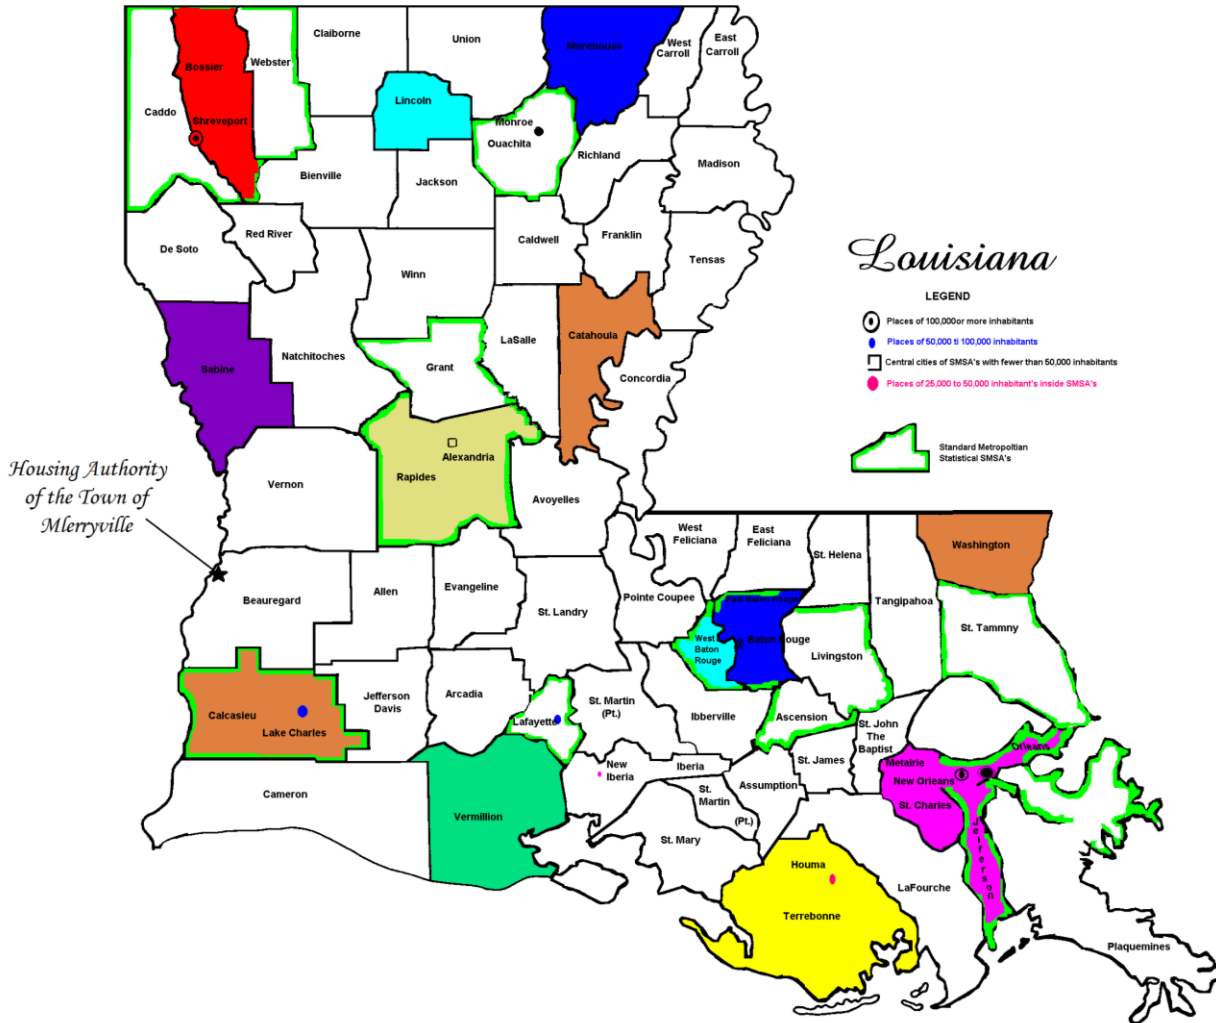 Claiborne
Union
Morehouse
West
Carroll
East
Carroll
Bossier
Webster
Caddo
Shreveport
Lincoln
Monroe
Ouachita
Richland
Madison
Bienville
Jackson
De Soto
Red River
Winn
Caldwell
Franklin
Tensas
Sabine
Natchitoches
Grant
LaSalle
Catahoula
Concordia
Louisiana
LEGEND
Places of 100,000or more inhabitants
Places of 50,000 ti 100,000 inhabitants
Central cities of SMSA's with fewer than 50,000 inhabitants
Places of 25,000 to 50,000 inhabitant's inside SMSA's
Standard Metropoltian
Statistical SMSA's
Housing Authority
of the Town of
Mlerryville
Vernon
Rapides
Alexandria
Avoyelles
West
Feliciana
East
Feliciana
St. Helena
Washington
Beauregard
Allen
Evangeline
St. Landry
Pointe Coupee
East Baton Rouge
Tangipahoa
St. Tammny
West
Baton
Rouge
Baton Rouge
Livingston
Calcasieu
Lake Charles
Jefferson
Davis
Arcadia
Lafayette
St. Martin
(Pt.)
Ibberville
Ascension
St. John
The
Baptist
St. James
Orleans
Metairie
New Orleans
St. Charles
Jeiferson
Cameron
Vermillion
New
Iberia
Iberia
St.
Martin
(Pt.)
Assumption
St. Mary
Houma
Terrebonne
LaFourche
Plaquemines